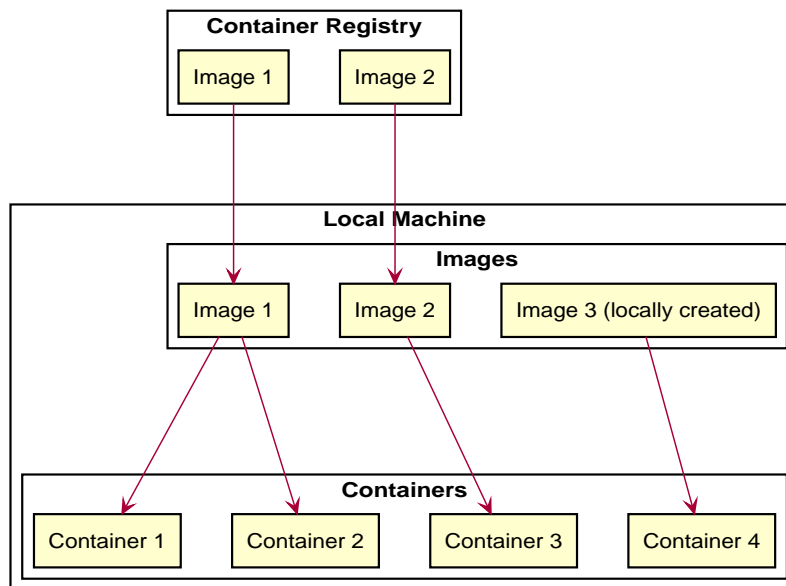 Container Registry
Image 1
Image 2
Local Machine
Images
Image 1
Image 2
Image 3 (locally created)
Containers
Container 1
Container 2
Container 3
Container 4